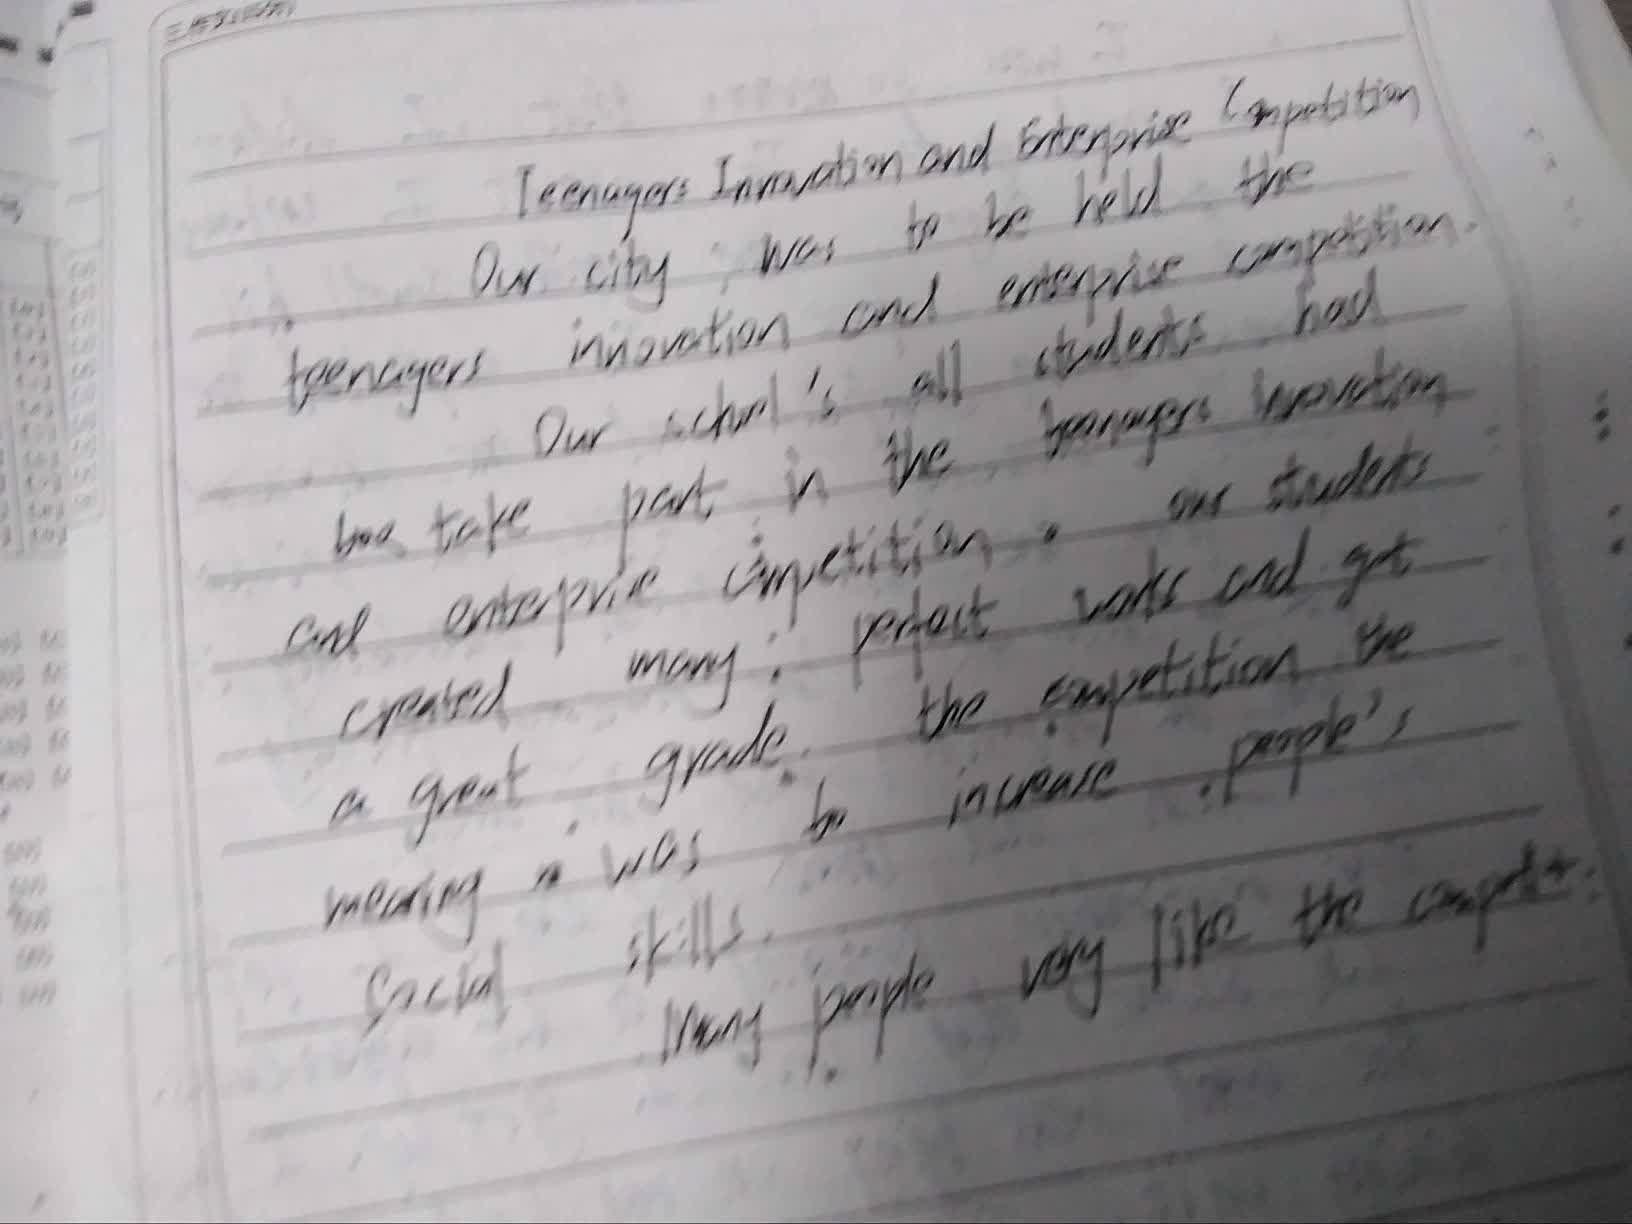 Teenagers Innovation and Enterprise Competition
Our city was to be held the
teenagers innovation and enterprise competition.
Our school's all students had
take part in the teenagers innovation
and enterprise competition. our students
created many perfect works and got
a great grade. the competition the
meaning was to increase people's
social skills.
Many people very like the